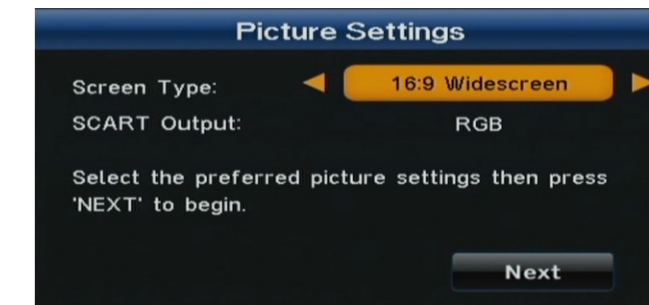 Picture Settings
Screen Type: 16:9 Widescreen
SCART Output: RGB
Select the preferred picture settings then press
'NEXT' to begin.
Next